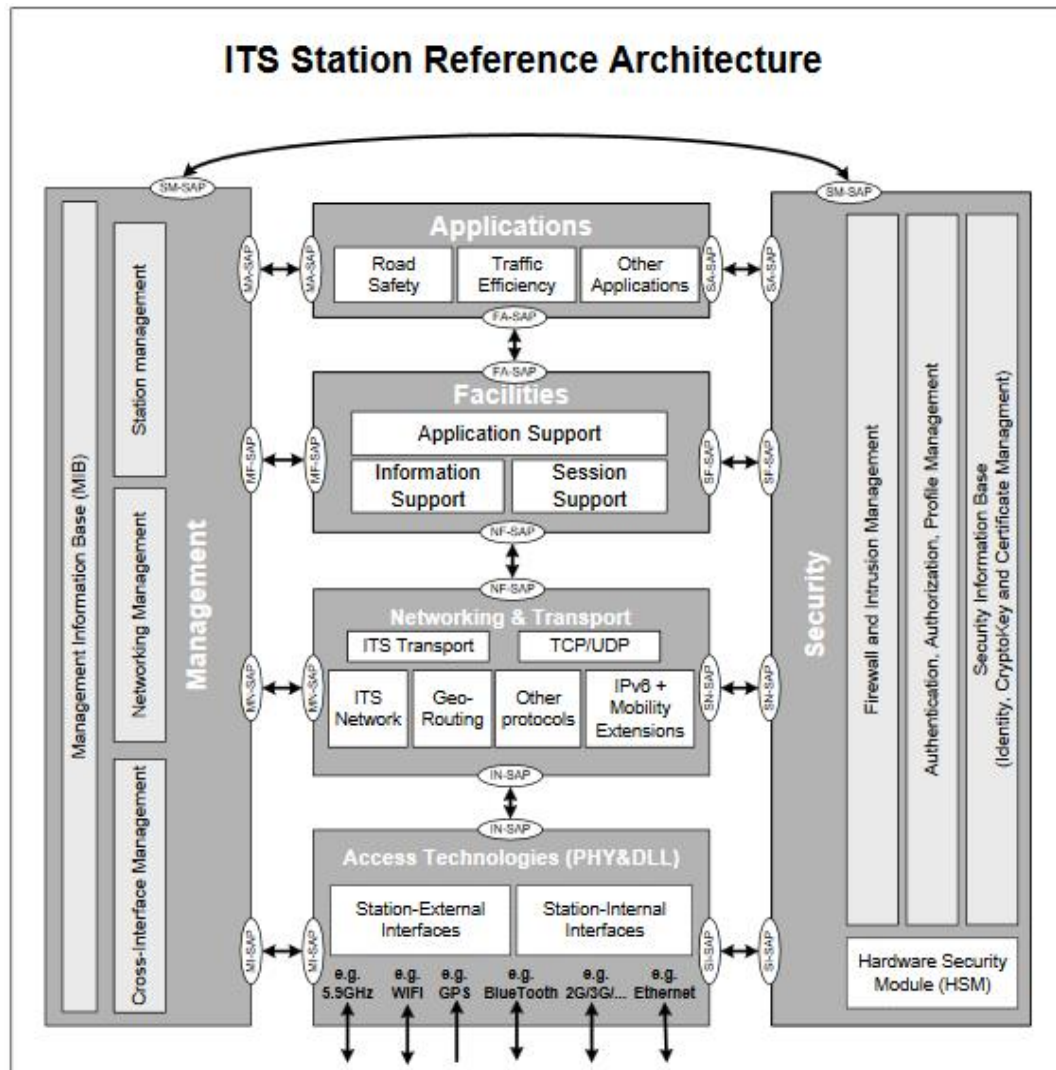 ITS Station Reference Architecture
SM-SAP
SM-SAP
Management Information Base (MIB)
Station management
Networking Management
Cross-Interface Management
Management
MA-SAP
MA-SAP
MF-SAP
MF-SAP
MN-SAP
MN-SAP
MI-SAP
MI-SAP
Applications
Road
Safety
Traffic
Efficiency
Other
Applications
FA-SAP
FA-SAP
Facilities
Application Support
Information
Support
Session
Support
NF-SAP
NF-SAP
Networking & Transport
ITS Transport
TCP/UDP
ITS
Network
Geo-
Routing
Other
protocols
IPv6 +
Mobility
Extensions
IN-SAP
IN-SAP
Access Technologies (PHY&DLL)
Station-External
Interfaces
Station-Internal
Interfaces
e.g.
5.9GHz
e.g.
WIFI
e.g.
GPS
e.g.
BlueTooth
e.g.
2G/3G/...
e.g.
Ethernet
SA-SAP
SA-SAP
SF-SAP
SF-SAP
SN-SAP
SN-SAP
SI-SAP
SI-SAP
Security
Firewall and Intrusion Management
Authentication, Authorization, Profile Management
Security Information Base
(Identity, CryptoKey and Certificate Managment)
Hardware Security
Module (HSM)